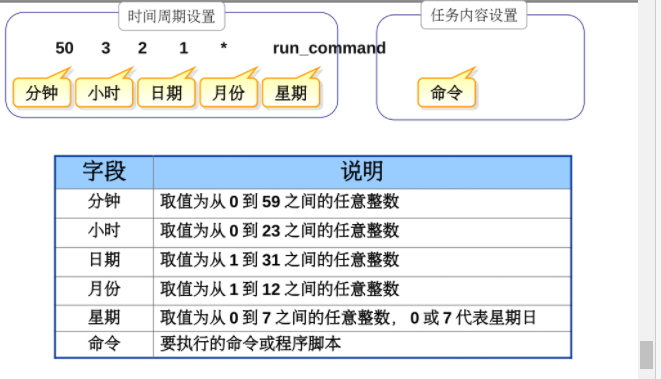 时间周期设置
任务内容设置
50 3 2 1 * run_command
分钟 小时 日期 月份 星期 命令
字段 说明
分钟 取值为从 0 到 59 之间的任意整数
小时 取值为从 0 到 23 之间的任意整数
日期 取值为从 1 到 31 之间的任意整数
月份 取值为从 1 到 12 之间的任意整数
星期 取值为从 0 到 7 之间的任意整数， 0 或 7 代表星期日
命令 要执行的命令或程序脚本